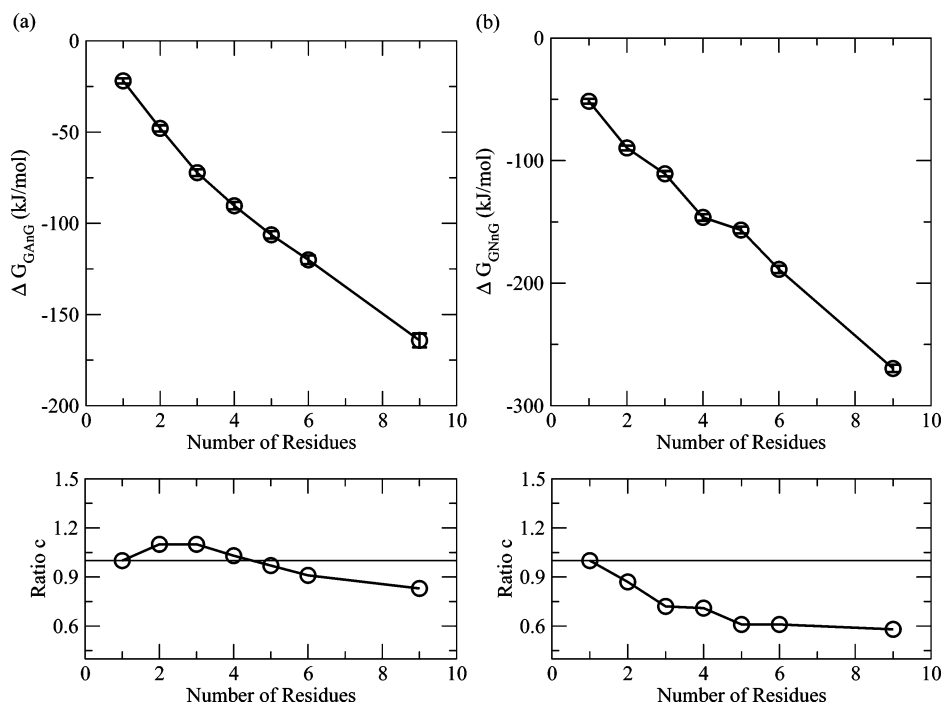 (a)
0
-50
-100
-150
-200
Δ G_GAnG (kJ/mol)
0 2 4 6 8 10
Number of Residues
(b)
0
-100
-200
-300
Δ G_GNnG (kJ/mol)
0 2 4 6 8 10
Number of Residues
1.5
1.2
0.9
0.6
Ratio c
0 2 4 6 8 10
Number of Residues
1.5
1.2
0.9
0.6
Ratio c
0 2 4 6 8 10
Number of Residues